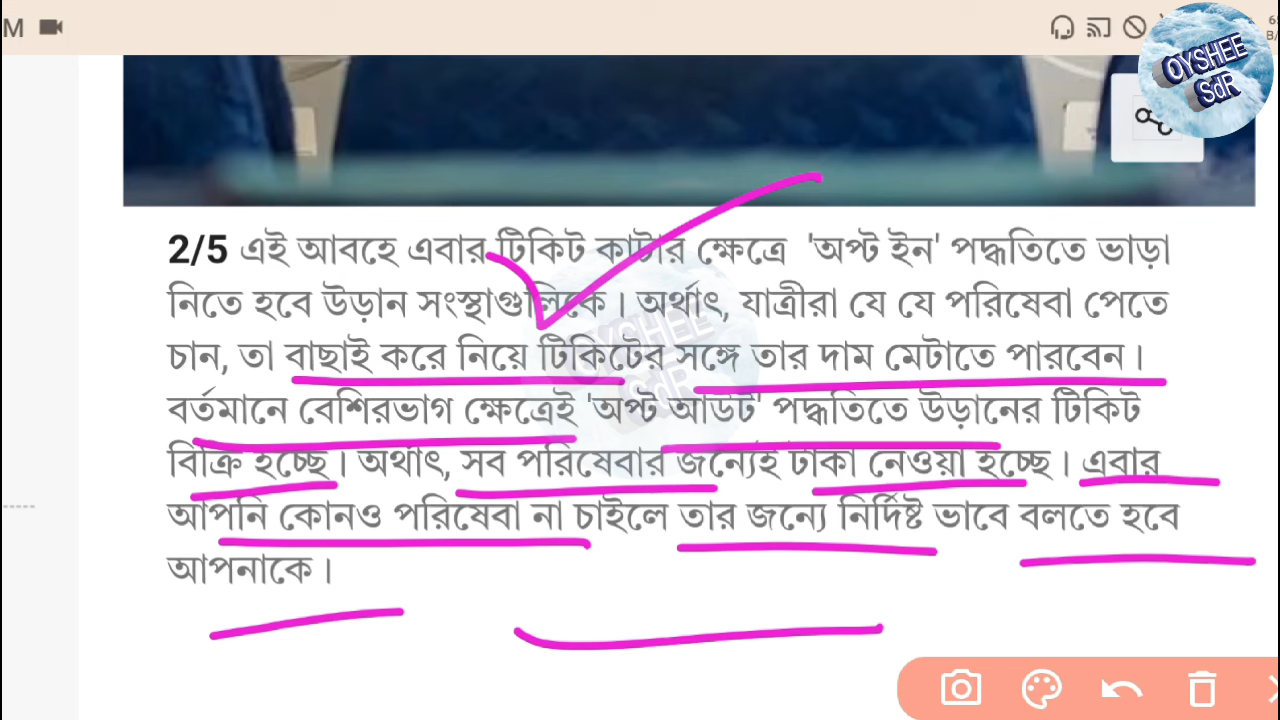 M
OYSHEE
SdR
2/5 এই আবহে এবার টিকিট কাটার ক্ষেত্রে 'অপ্ট ইন' পদ্ধতিতে ভাড়া
নিতে হবে উড়ান সংস্থাগুলিকে। অর্থাৎ, যাত্রীরা যে যে পরিষেবা পেতে
চান, তা বাছাই করে নিয়ে টিকিটের সঙ্গে তার দাম মেটাতে পারবেন।
বর্তমানে বেশিরভাগ ক্ষেত্রেই 'অপ্ট আউট' পদ্ধতিতে উড়ানের টিকিট
বিক্রি হচ্ছে। অর্থাৎ, সব পরিষেবার জন্যেই টাকা নেওয়া হচ্ছে। এবার
আপনি কোনও পরিষেবা না চাইলে তার জন্যে নির্দিষ্ট ভাবে বলতে হবে
আপনাকে।
OYSHEE
SdR